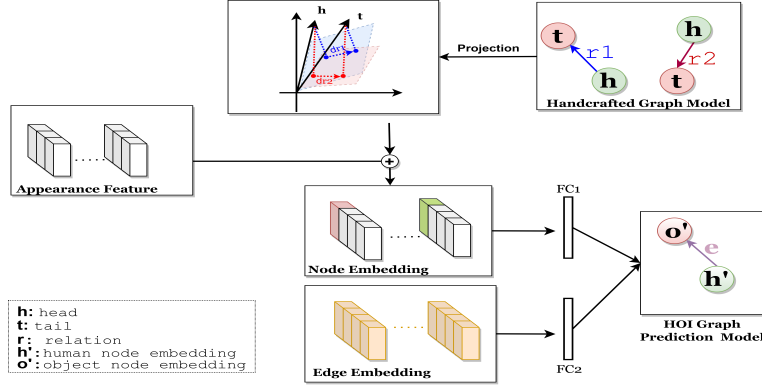 h
t
dr1
dr2
Projection
t
r1
h
h
r2
t
Handcrafted Graph Model
Appearance Feature
+
Node Embedding
FC1
Edge Embedding
FC2
o'
e
h'
HOI Graph
Prediction Model
h: head
t: tail
r: relation
h': human node embedding
o': object node embedding